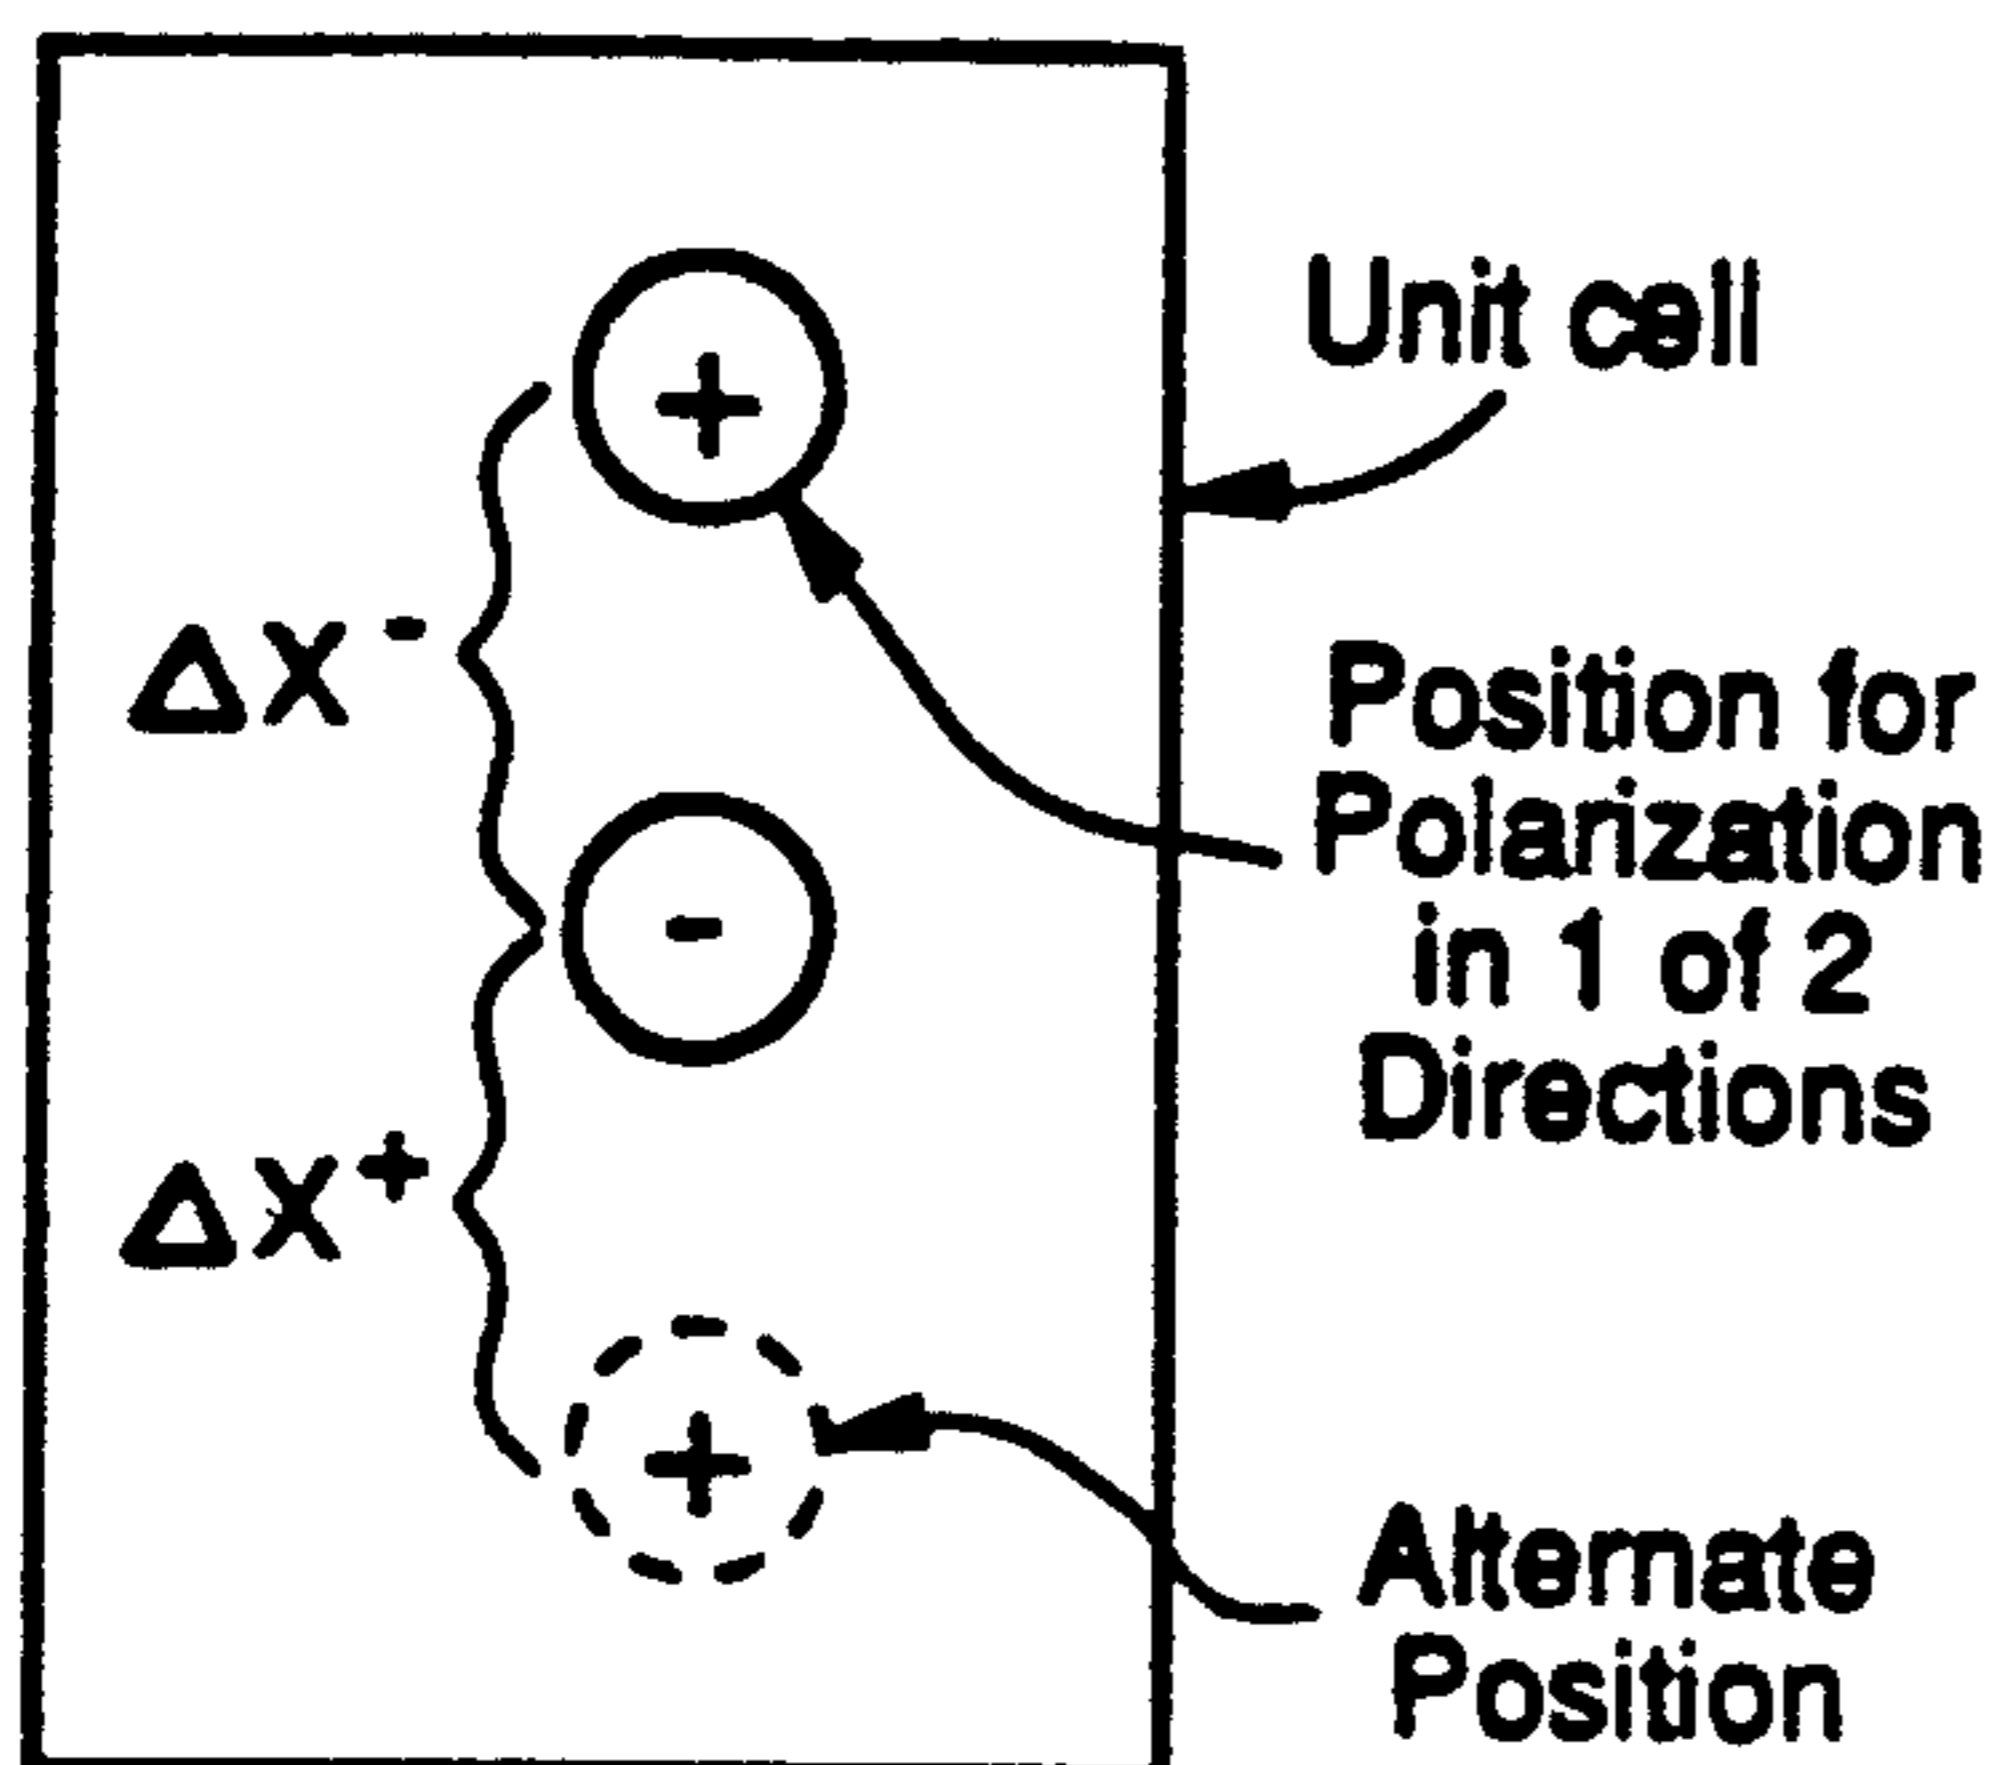 Unit cell
+
ΔX⁻
Position for
Polarization
in 1 of 2
Directions
-
ΔX⁺
+
Alternate
Position